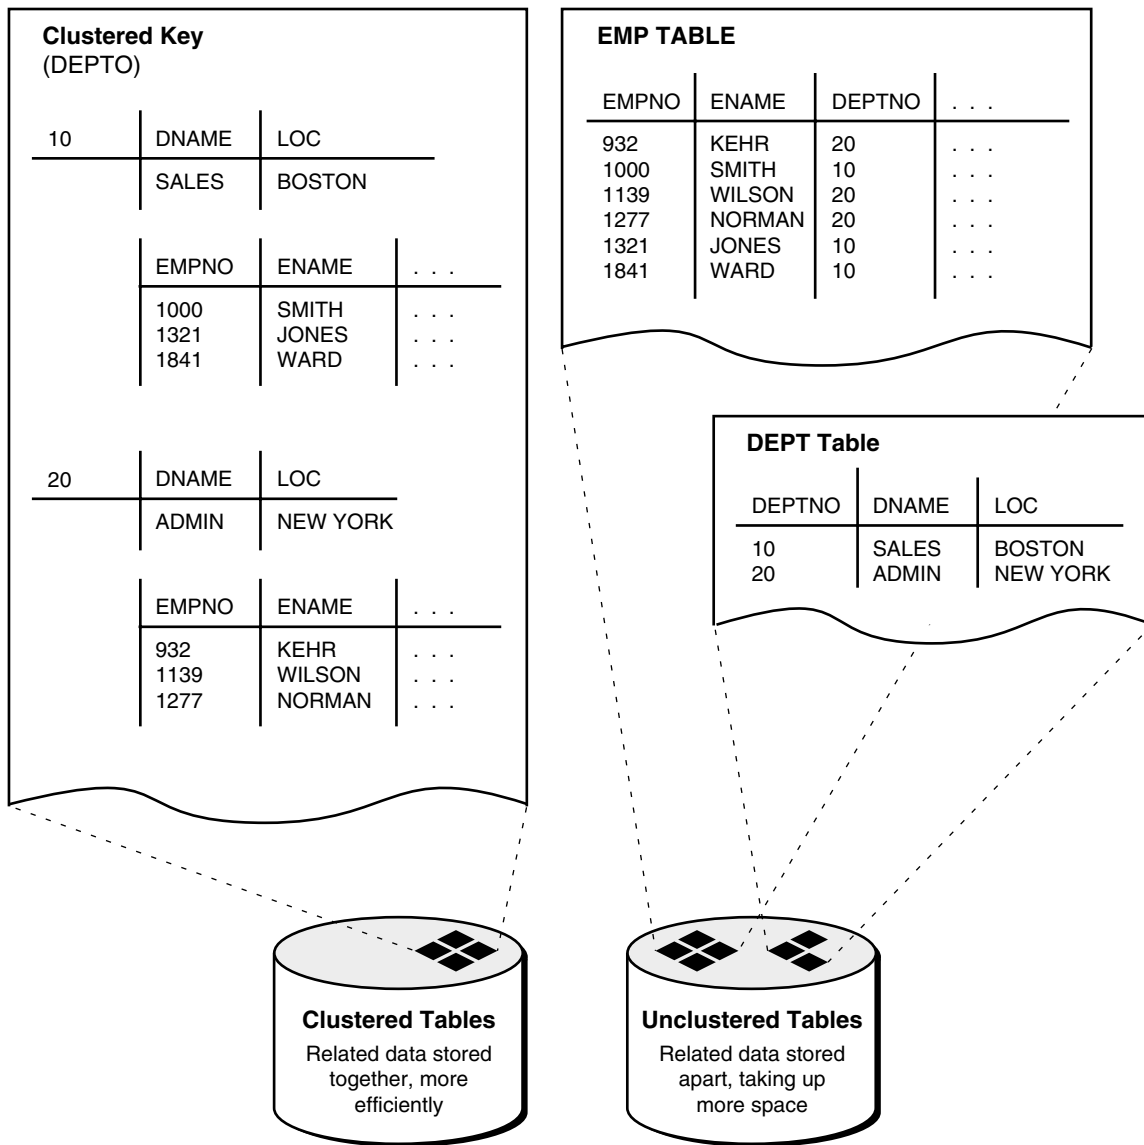 Clustered Key
(DEPTO)
10 DNAME LOC
SALES BOSTON
EMPNO ENAME . . .
1000 SMITH . . .
1321 JONES . . .
1841 WARD . . .
20 DNAME LOC
ADMIN NEW YORK
EMPNO ENAME . . .
932 KEHR . . .
1139 WILSON . . .
1277 NORMAN . . .
EMP TABLE
EMPNO ENAME DEPTNO . . .
932 KEHR 20 . . .
1000 SMITH 10 . . .
1139 WILSON 20 . . .
1277 NORMAN 20 . . .
1321 JONES 10 . . .
1841 WARD 10 . . .
DEPT Table
DEPTNO DNAME LOC
10 SALES BOSTON
20 ADMIN NEW YORK
Clustered Tables
Related data stored
together, more
efficiently
Unclustered Tables
Related data stored
apart, taking up
more space